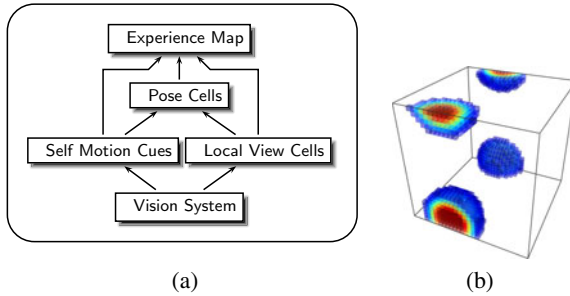 Experience Map
Pose Cells
Self Motion Cues
Local View Cells
Vision System
(a)
(b)